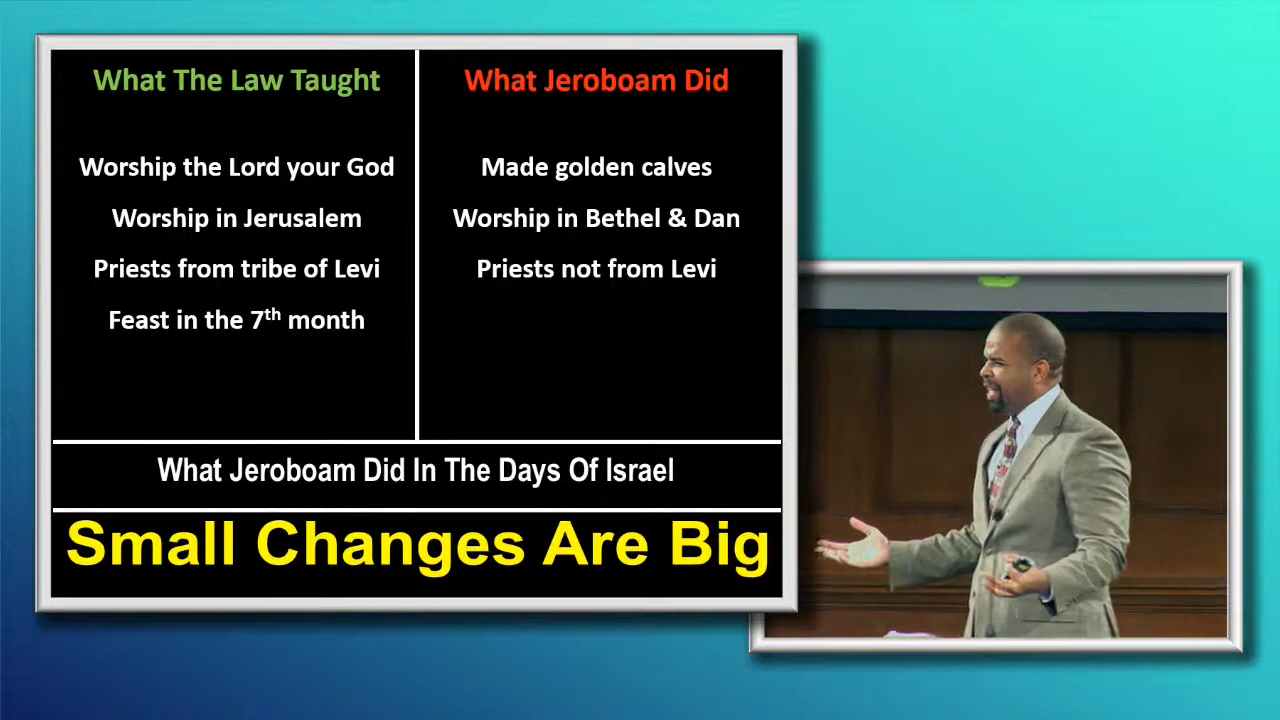 What The Law Taught
Worship the Lord your God
Worship in Jerusalem
Priests from tribe of Levi
Feast in the 7th month
What Jeroboam Did
Made golden calves
Worship in Bethel & Dan
Priests not from Levi
What Jeroboam Did In The Days Of Israel
Small Changes Are Big